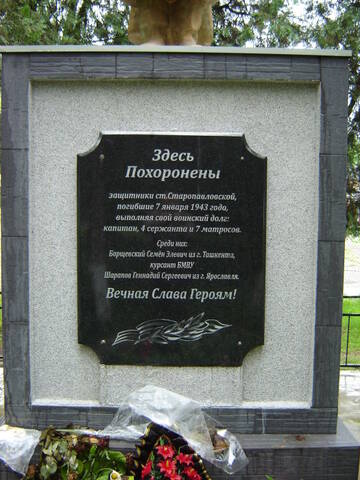 Здесь
Похоронены
защитники ст.Старопавловской,
погибшие 7 января 1943 года,
выполняя свой воинский долг:
капитан, 4 сержанта и 7 матросов.
Среди них:
Барщевский Семён Элевич из г. Ташкента,
курсант БМВУ
Шарапов Геннадий Сергеевич из г. Ярославля.
Вечная Слава Героям!